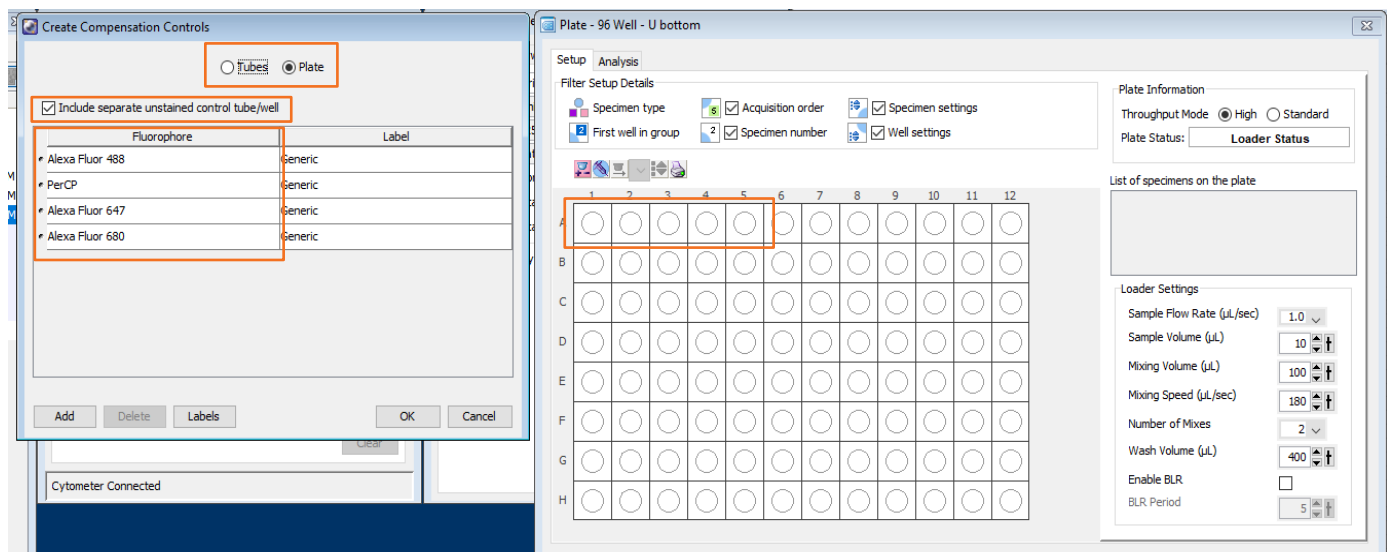 Create Compensation Controls
Tubes Plate
Include separate unstained control tube/well
Fluorophore Label
Alexa Fluor 488 Generic
PerCP Generic
Alexa Fluor 647 Generic
Alexa Fluor 680 Generic
Add Delete Labels OK Cancel
Clear
Cytometer Connected
Plate - 96 Well - U bottom
Setup Analysis
Filter Setup Details
Specimen type Acquisition order Specimen settings
First well in group Specimen number Well settings
1 2 3 4 5 6 7 8 9 10 11 12
A
B
C
D
E
F
G
H
Plate Information
Throughput Mode High Standard
Plate Status: Loader Status
List of specimens on the plate
Loader Settings
Sample Flow Rate (µL/sec) 1.0
Sample Volume (µL) 10
Mixing Volume (µL) 100
Mixing Speed (µL/sec) 180
Number of Mixes 2
Wash Volume (µL) 400
Enable BLR
BLR Period 5